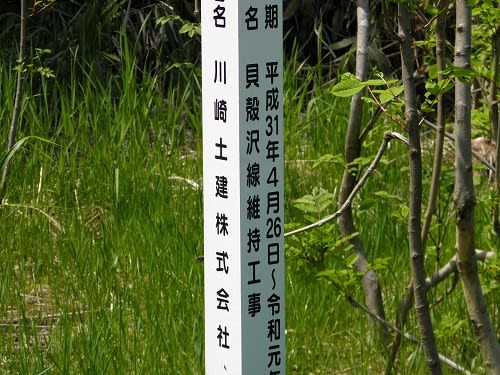 期 平成31年4月26日~令和元年
名 貝殻沢線維持工事
名 川崎土建株式会社、